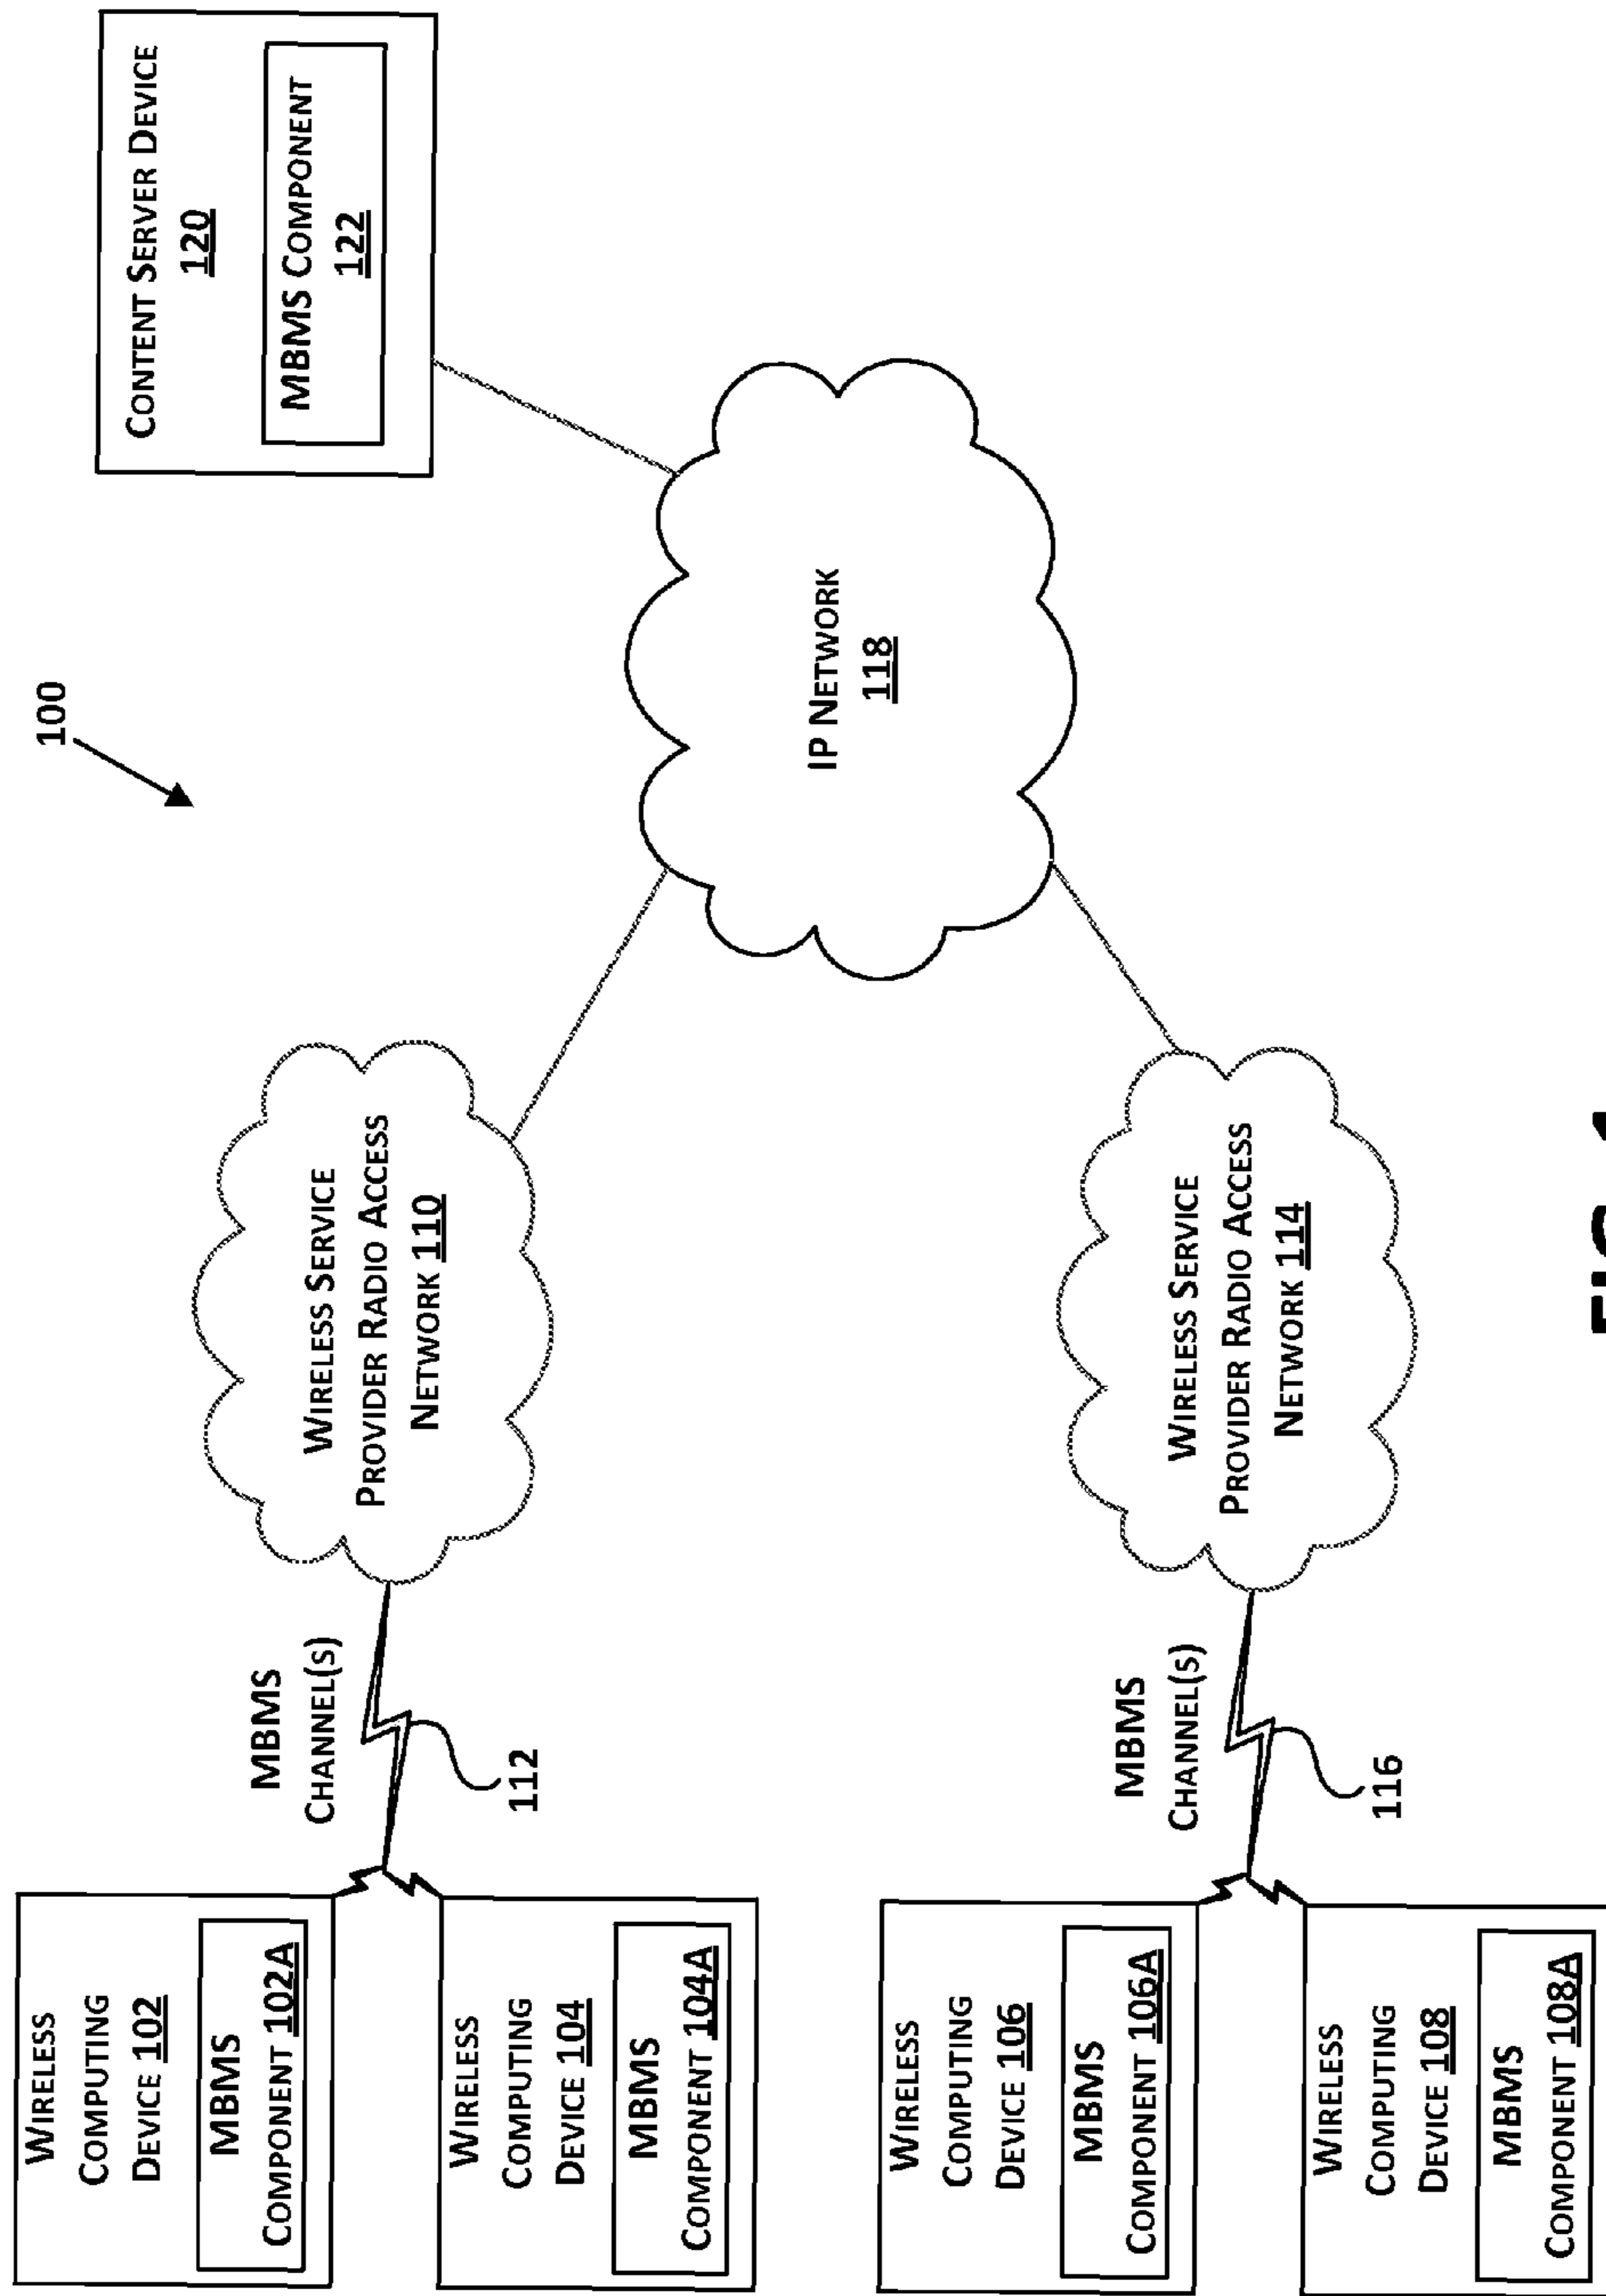 100
WIRELESS
COMPUTING
DEVICE 102
MBMS
COMPONENT 102A
WIRELESS
COMPUTING
DEVICE 104
MBMS
COMPONENT 104A
MBMS
CHANNEL(S)
112
WIRELESS SERVICE
PROVIDER RADIO ACCESS
NETWORK 110
CONTENT SERVER DEVICE
120
MBMS COMPONENT
122
IP NETWORK
118
WIRELESS
COMPUTING
DEVICE 106
MBMS
COMPONENT 106A
WIRELESS
COMPUTING
DEVICE 108
MBMS
COMPONENT 108A
MBMS
CHANNEL(S)
116
WIRELESS SERVICE
PROVIDER RADIO ACCESS
NETWORK 114